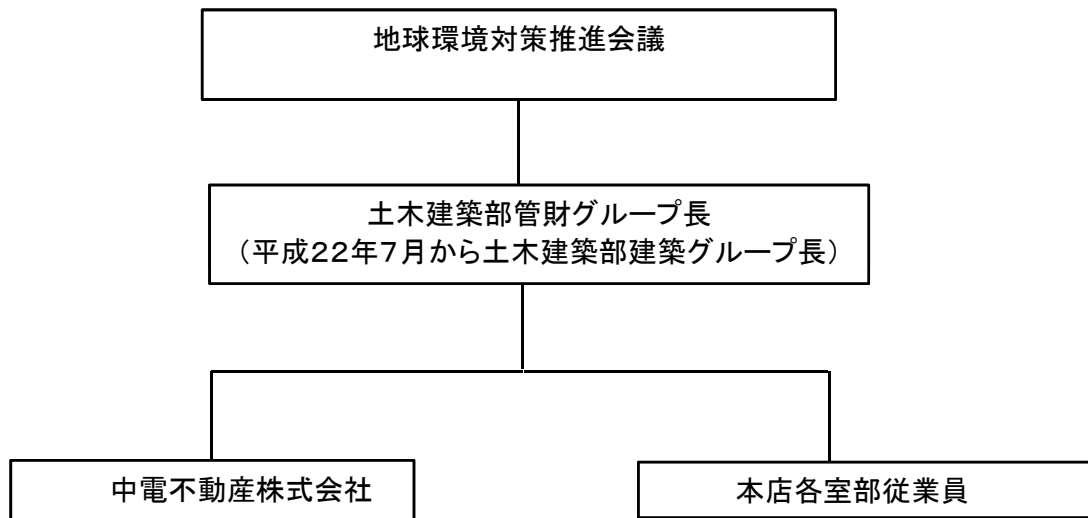 地球環境対策推進会議
土木建築部管財グループ長
（平成２２年７月から土木建築部建築グループ長）
中電不動産株式会社
本店各室部従業員